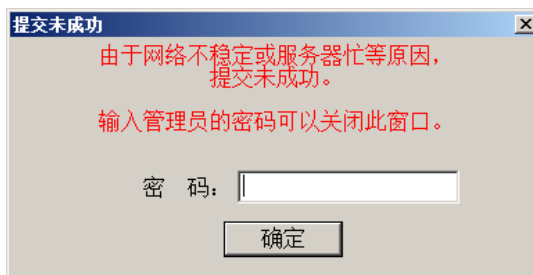 提交未成功
由于网络不稳定或服务器忙等原因，
提交未成功。
输入管理员的密码可以关闭此窗口。
密 码：
确定